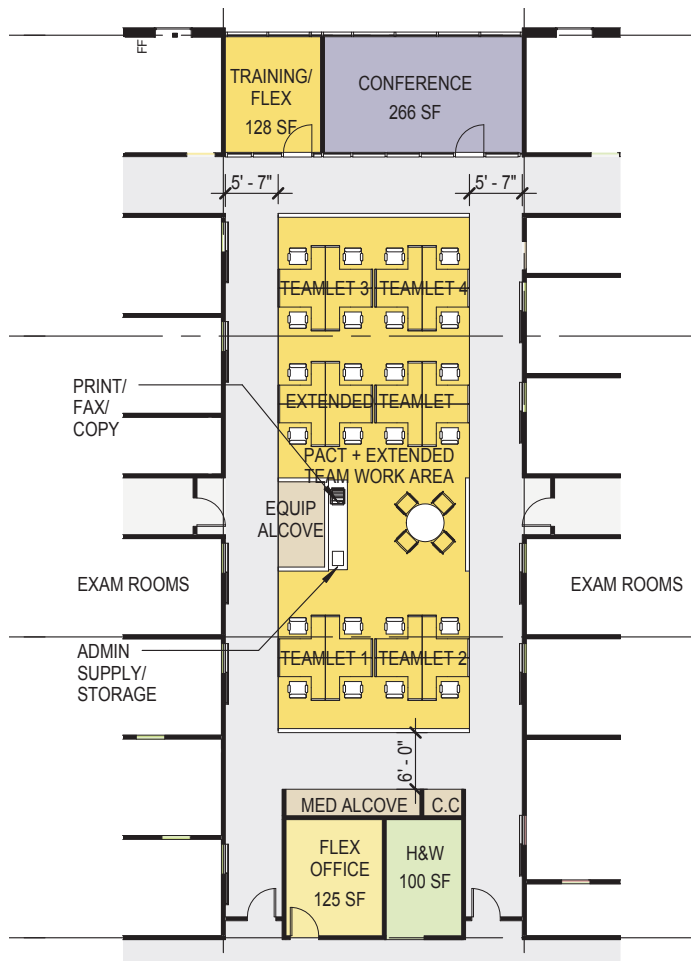 FF
TRAINING/
FLEX
128 SF
CONFERENCE
266 SF
5' - 7"
5' - 7"
TEAMLET 3
TEAMLET 4
PRINT/
FAX/
COPY
EXTENDED
TEAMLET
PACT + EXTENDED
TEAM WORK AREA
EQUIP
ALCOVE
EXAM ROOMS
EXAM ROOMS
ADMIN
SUPPLY/
STORAGE
TEAMLET 1
TEAMLET 2
6' - 0"
MED ALCOVE
C.C
FLEX
OFFICE
125 SF
H&W
100 SF